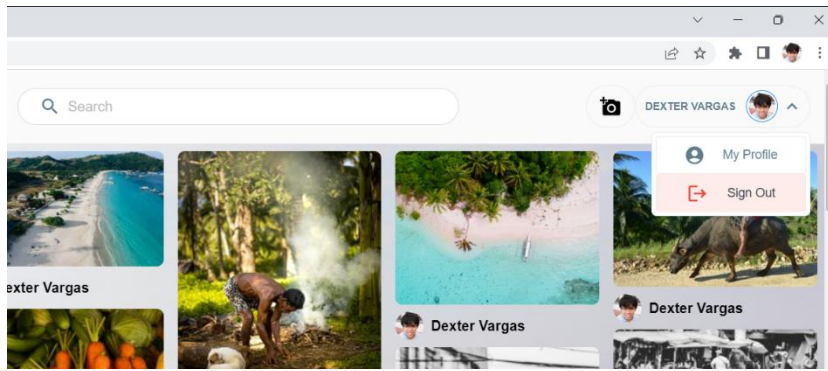 Search
DEXTER VARGAS
My Profile
Sign Out
exter Vargas
Dexter Vargas
Dexter Vargas